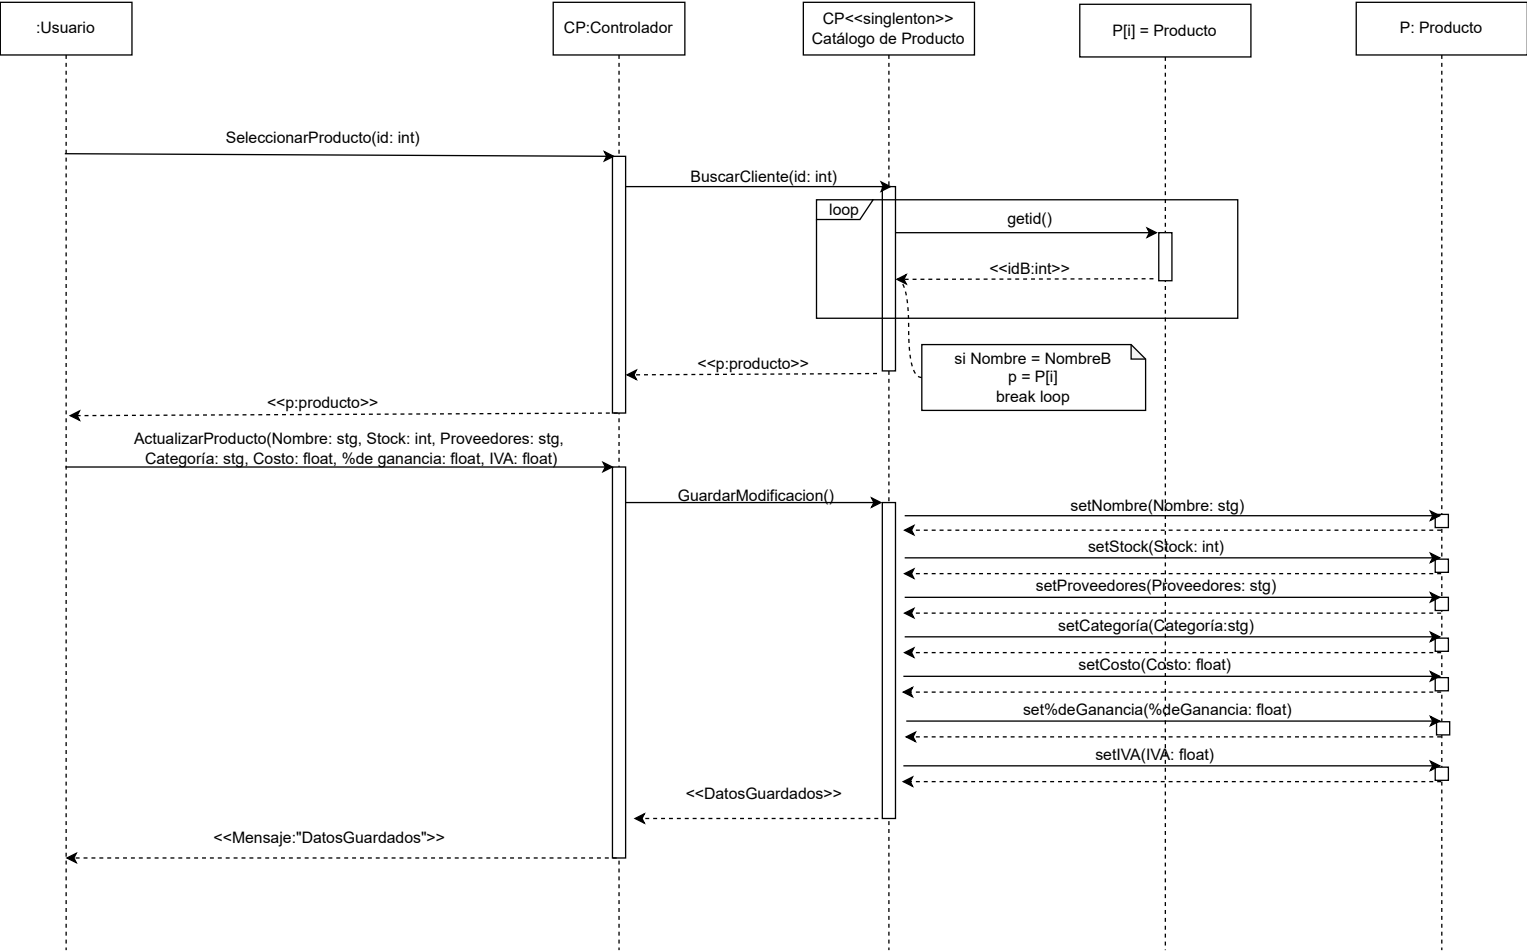 :Usuario
CP:Controlador
CP<<singlenton>>
Catálogo de Producto
P[i] = Producto
P: Producto
SeleccionarProducto(id: int)
BuscarCliente(id: int)
loop
getid()
<<idB:int>>
si Nombre = NombreB
p = P[i]
break loop
<<p:producto>>
<<p:producto>>
ActualizarProducto(Nombre: stg, Stock: int, Proveedores: stg,
Categoría: stg, Costo: float, %de ganancia: float, IVA: float)
GuardarModificacion()
setNombre(Nombre: stg)
setStock(Stock: int)
setProveedores(Proveedores: stg)
setCategoría(Categoría:stg)
setCosto(Costo: float)
set%deGanancia(%deGanancia: float)
setIVA(IVA: float)
<<DatosGuardados>>
<<Mensaje:"DatosGuardados">>